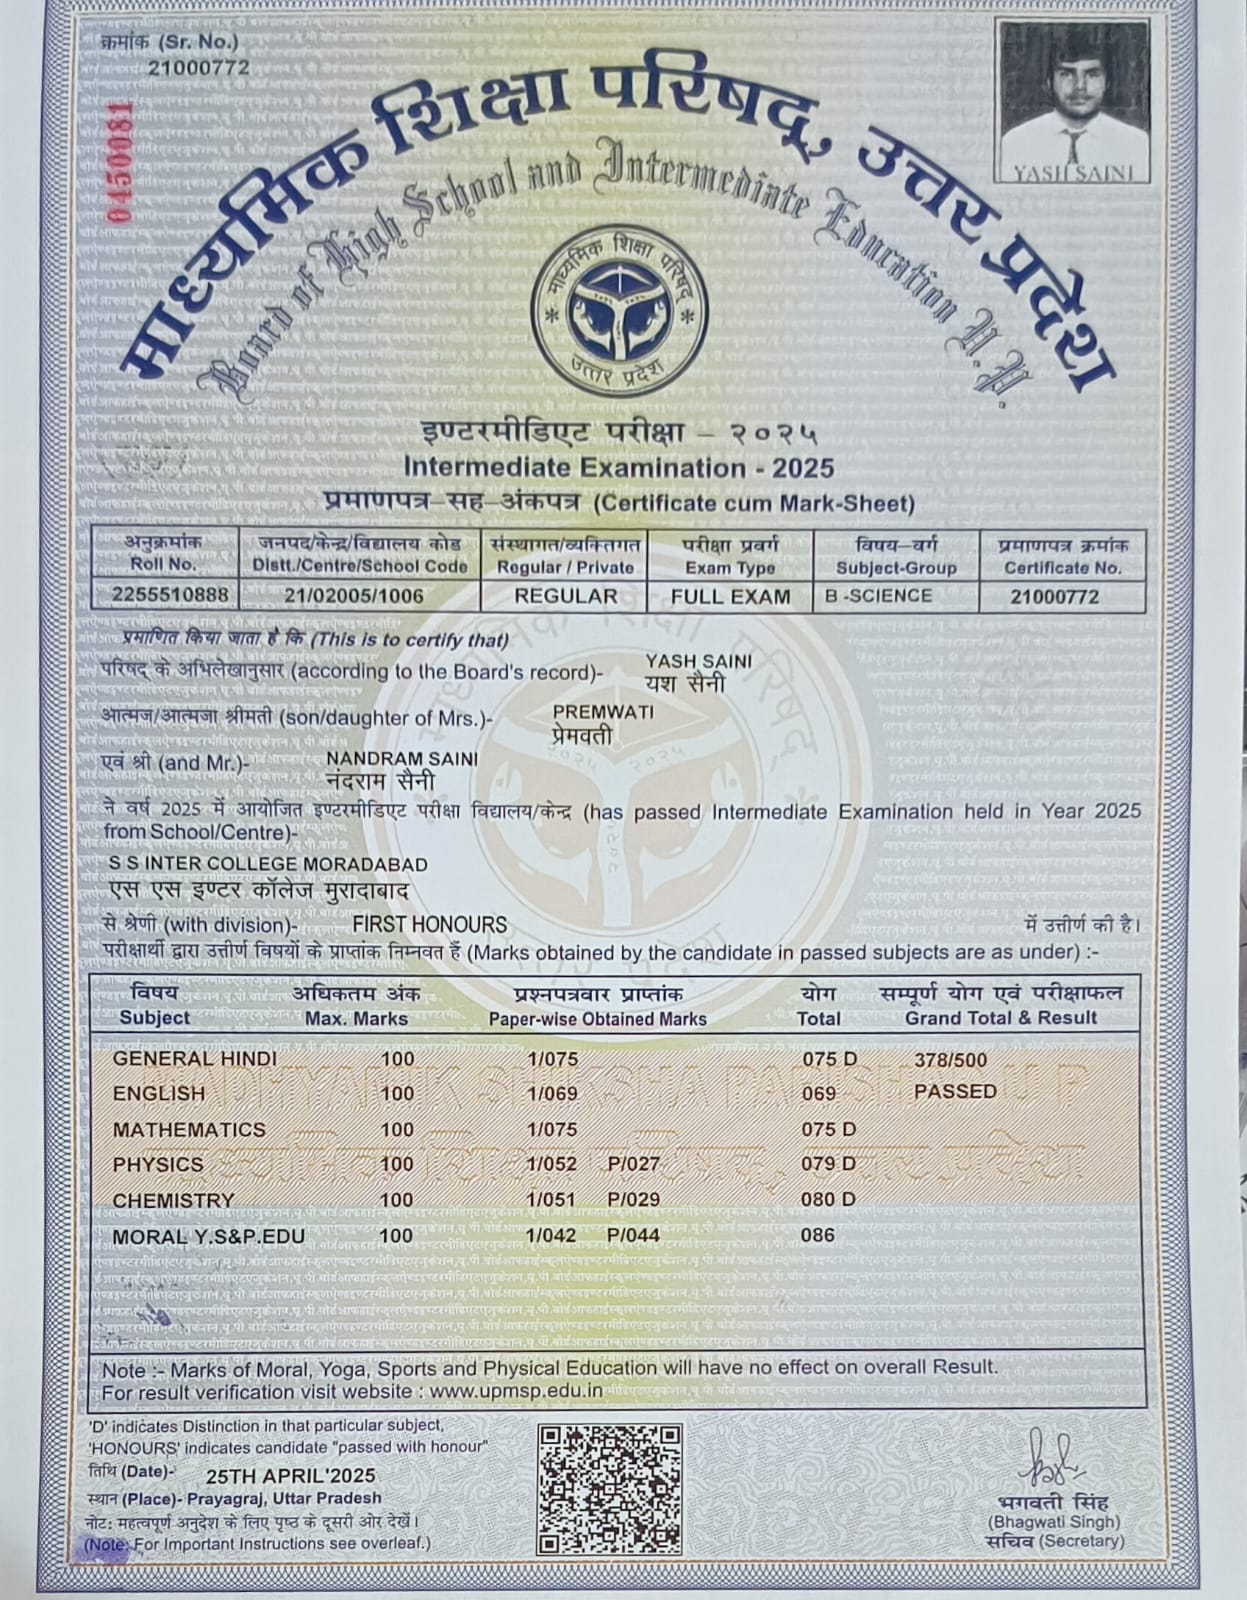 क्रमांक (Sr. No.)
21000772
0450081
YASH SAINI
माध्यमिक शिक्षा परिषद्, उत्तर प्रदेश
Board of High School and Intermediate Education U.P.
माध्यमिक शिक्षा परिषद्
उत्तर प्रदेश
इण्टरमीडिएट परीक्षा – २०२५
Intermediate Examination - 2025
प्रमाणपत्र–सह–अंकपत्र (Certificate cum Mark-Sheet)
अनुक्रमांक जनपद/केन्द्र/विद्यालय कोड संस्थागत/व्यक्तिगत परीक्षा प्रवर्ग विषय–वर्ग प्रमाणपत्र क्रमांक
Roll No. Distt./Centre/School Code Regular / Private Exam Type Subject-Group Certificate No.
2255510888 21/02005/1006 REGULAR FULL EXAM B -SCIENCE 21000772
प्रमाणित किया जाता है कि (This is to certify that)
परिषद् के अभिलेखानुसार (according to the Board's record)- YASH SAINI
यश सैनी
आत्मज/आत्मजा श्रीमती (son/daughter of Mrs.)- PREMWATI
प्रेमवती
एवं श्री (and Mr.)- NANDRAM SAINI
नंदराम सैनी
ने वर्ष 2025 में आयोजित इण्टरमीडिएट परीक्षा विद्यालय/केन्द्र (has passed Intermediate Examination held in Year 2025
from School/Centre)-
S S INTER COLLEGE MORADABAD
एस एस इण्टर कॉलेज मुरादाबाद
से श्रेणी (with division)- FIRST HONOURS में उत्तीर्ण की है।
परीक्षार्थी द्वारा उत्तीर्ण विषयों के प्राप्तांक निम्नवत हैं (Marks obtained by the candidate in passed subjects are as under) :-
विषय अधिकतम अंक प्रश्नपत्रवार प्राप्तांक योग सम्पूर्ण योग एवं परीक्षाफल
Subject Max. Marks Paper-wise Obtained Marks Total Grand Total & Result
GENERAL HINDI 100 1/075 075 D 378/500
ENGLISH 100 1/069 069 PASSED
MATHEMATICS 100 1/075 075 D
PHYSICS 100 1/052 P/027 079 D
CHEMISTRY 100 1/051 P/029 080 D
MORAL Y.S&P.EDU 100 1/042 P/044 086
Note :- Marks of Moral, Yoga, Sports and Physical Education will have no effect on overall Result.
For result verification visit website : www.upmsp.edu.in
'D' indicates Distinction in that particular subject,
'HONOURS' indicates candidate "passed with honour"
तिथि (Date)- 25TH APRIL'2025
स्थान (Place)- Prayagraj, Uttar Pradesh
नोट: महत्वपूर्ण अनुदेश के लिए पृष्ठ के दूसरी ओर देखें।
(Note: For Important Instructions see overleaf.)
भगवती सिंह
(Bhagwati Singh)
सचिव (Secretary)